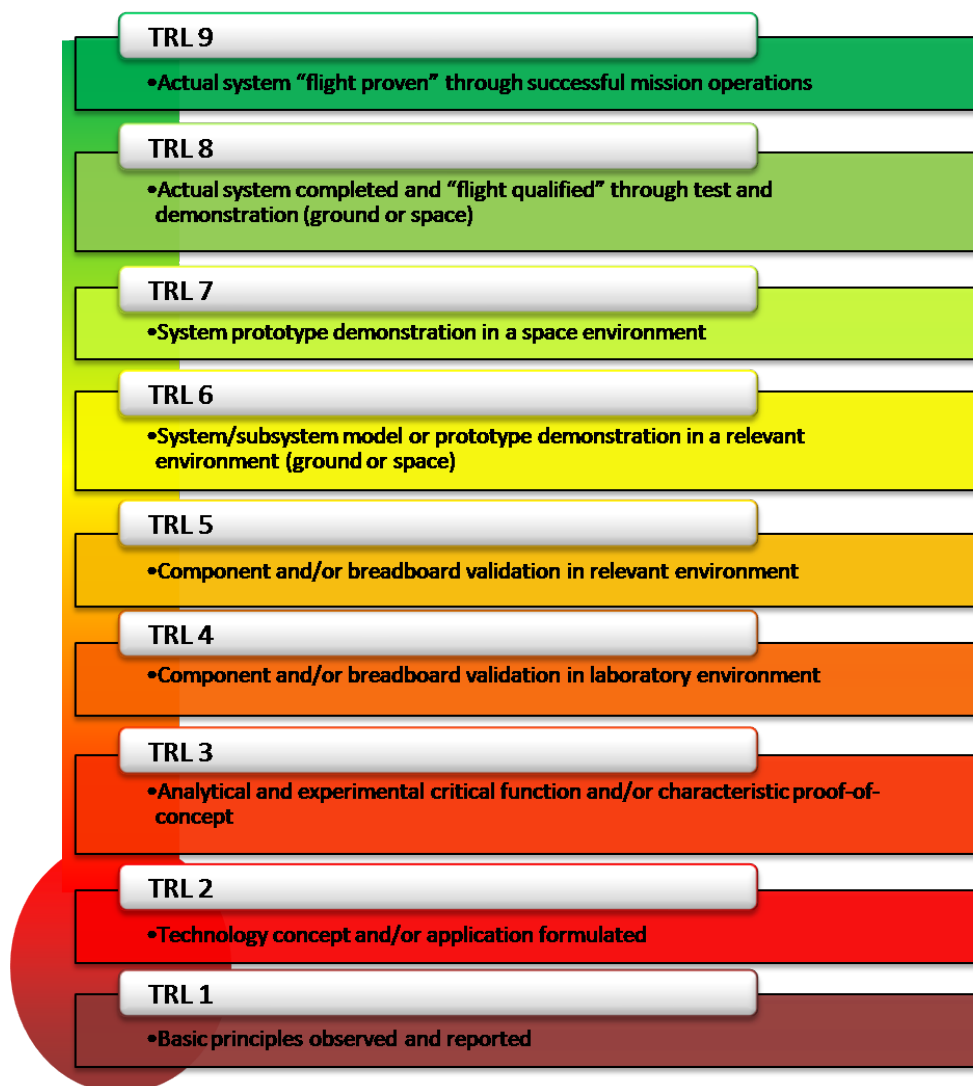 TRL 9
•Actual system “flight proven” through successful mission operations
TRL 8
•Actual system completed and “flight qualified” through test and
demonstration (ground or space)
TRL 7
•System prototype demonstration in a space environment
TRL 6
•System/subsystem model or prototype demonstration in a relevant
environment (ground or space)
TRL 5
•Component and/or breadboard validation in relevant environment
TRL 4
•Component and/or breadboard validation in laboratory environment
TRL 3
•Analytical and experimental critical function and/or characteristic proof-of-
concept
TRL 2
•Technology concept and/or application formulated
TRL 1
•Basic principles observed and reported